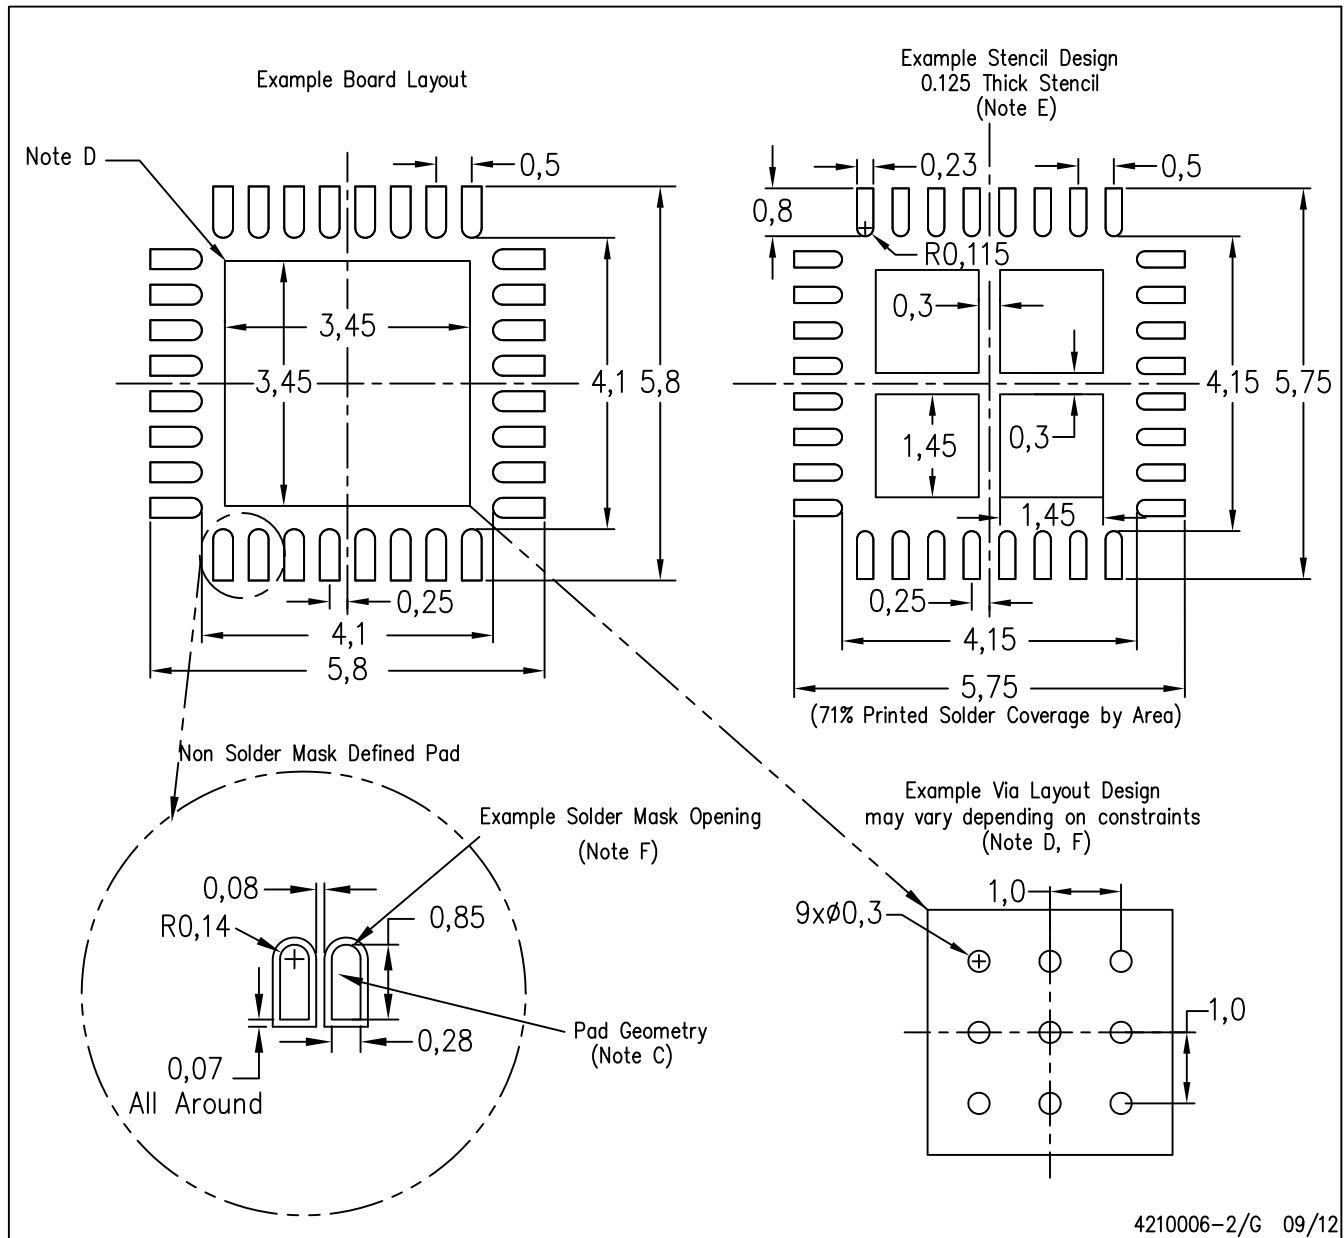 Example Board Layout
Note D
0,5
3,45
3,45
4,1
5,8
0,25
4,1
5,8
Example Stencil Design
0.125 Thick Stencil
(Note E)
0,23
0,5
0,8
R0,115
0,3
4,15
5,75
1,45
0,3
1,45
0,25
4,15
5,75
(71% Printed Solder Coverage by Area)
Non Solder Mask Defined Pad
Example Solder Mask Opening
(Note F)
0,08
R0,14
0,85
0,28
Pad Geometry
(Note C)
0,07
All Around
Example Via Layout Design
may vary depending on constraints
(Note D, F)
1,0
9xø0,3
1,0
4210006-2/G 09/12